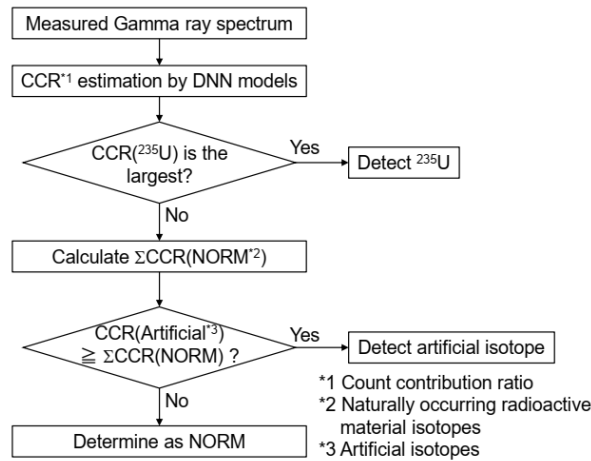 Measured Gamma ray spectrum
CCR*1 estimation by DNN models
CCR(235U) is the
largest?
Yes
Detect 235U
No
Calculate ΣCCR(NORM*2)
CCR(Artificial*3)
≧ ΣCCR(NORM) ?
Yes
Detect artificial isotope
No
Determine as NORM
*1 Count contribution ratio
*2 Naturally occurring radioactive
material isotopes
*3 Artificial isotopes